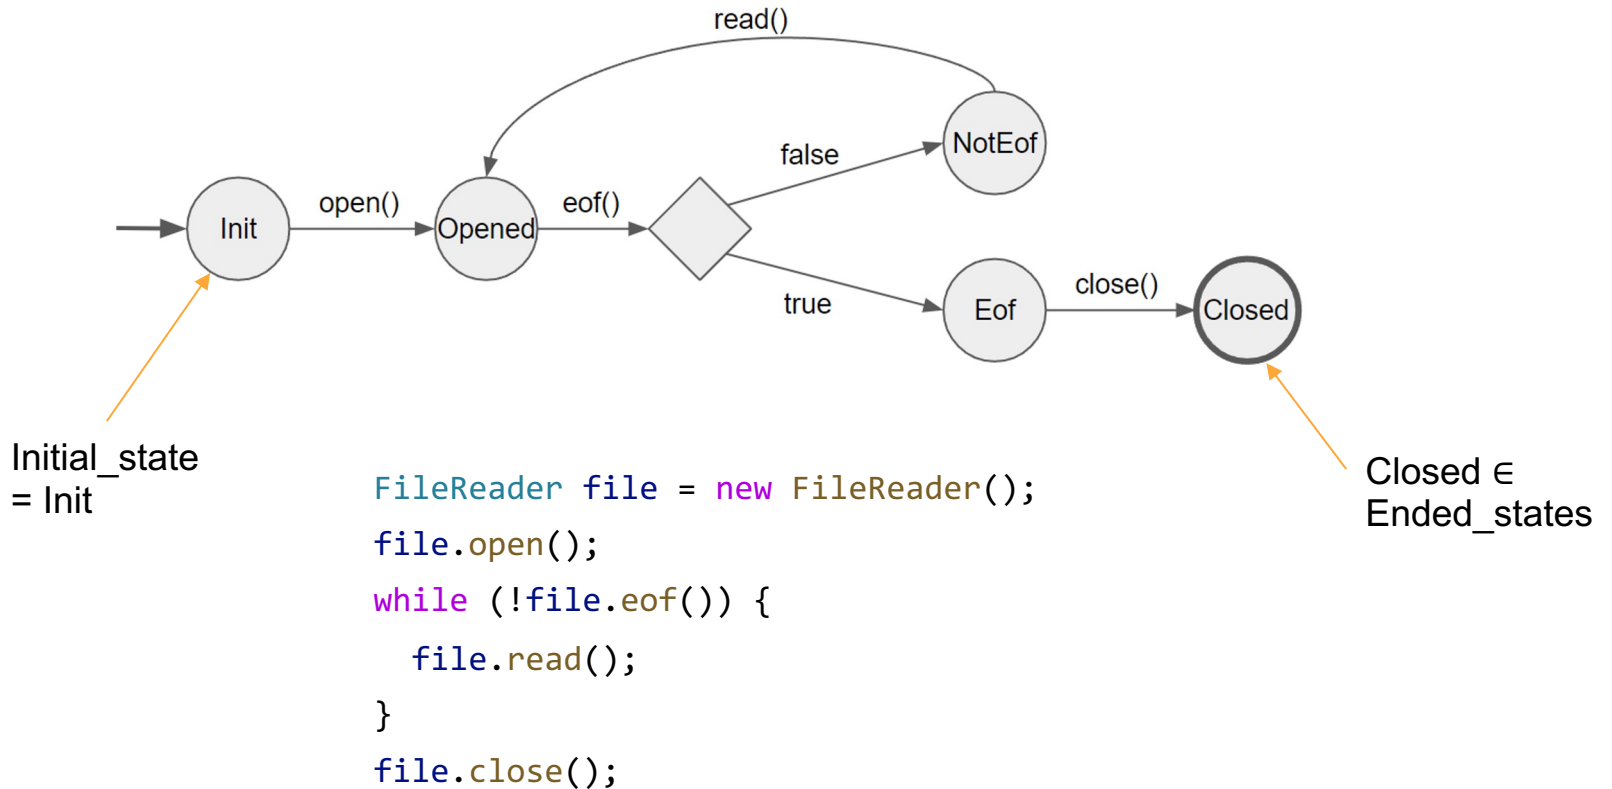 read()
false
NotEof
Init
open()
Opened
eof()
true
Eof
close()
Closed
Initial_state
= Init
Closed ∈
Ended_states
FileReader file = new FileReader();
file.open();
while (!file.eof()) {
  file.read();
}
file.close();